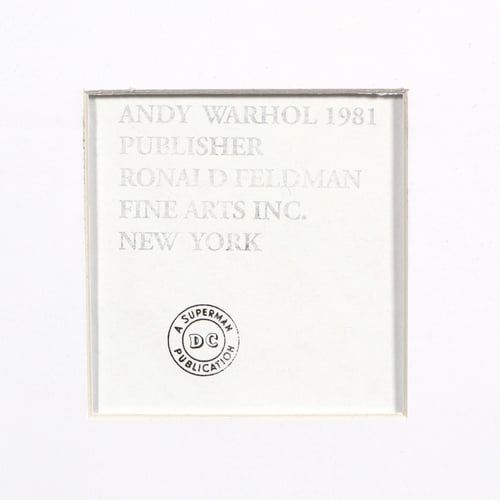 ANDY WARHOL 1981
PUBLISHER
RONALD FELDMAN
FINE ARTS INC.
NEW YORK
A SUPERMAN
DC
PUBLICATION